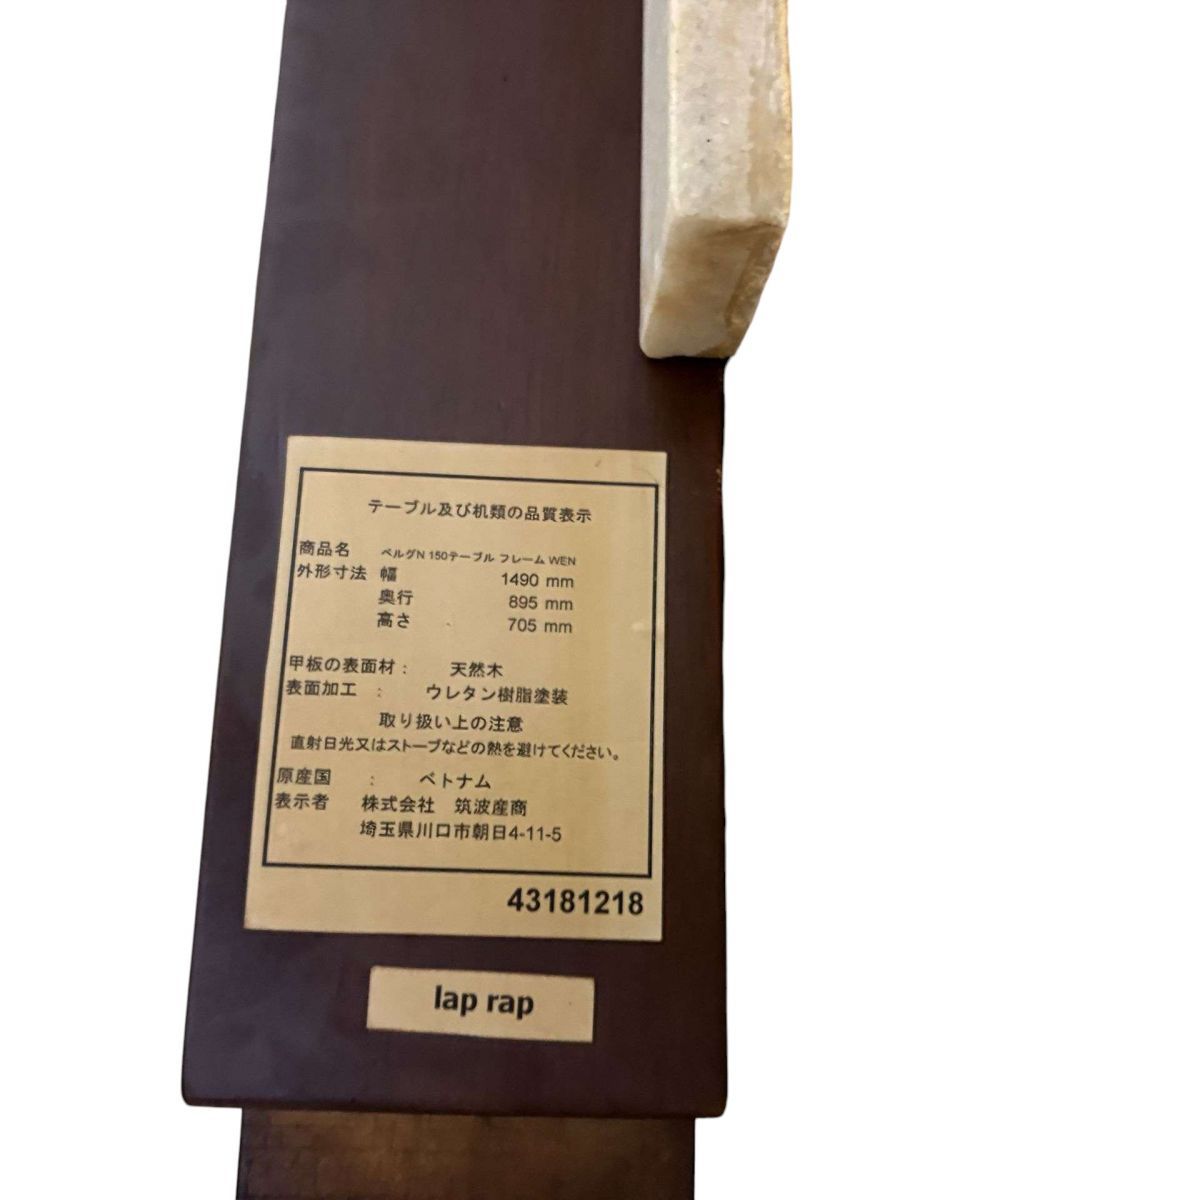 テーブル及び机類の品質表示
商品名 ベルグN 150テーブル フレーム WEN
外形寸法 幅 1490 mm
奥行 895 mm
高さ 705 mm
甲板の表面材: 天然木
表面加工 : ウレタン樹脂塗装
取り扱い上の注意
直射日光又はストーブなどの熱を避けてください。
原産国 : ベトナム
表示者 株式会社 筑波産商
埼玉県川口市朝日4-11-5
43181218
lap rap